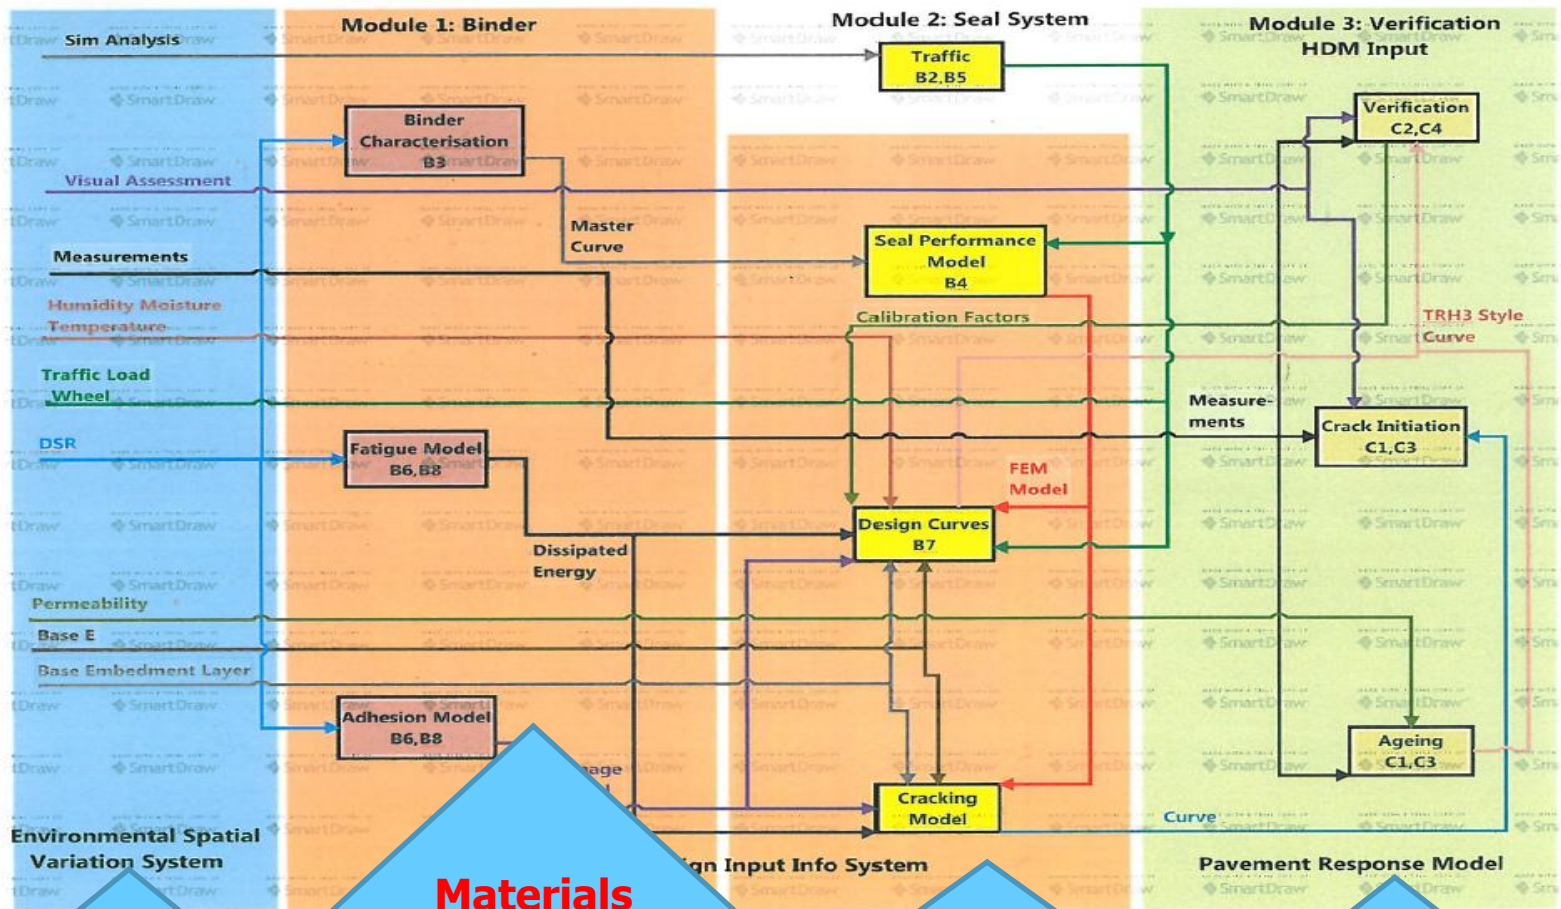 Module 1: Binder
Module 2: Seal System
Module 3: Verification
HDM Input
Sim Analysis
Traffic
B2,B5
Binder
Characterisation
B3
Verification
C2,C4
Visual Assessment
Master
Curve
Seal Performance
Model
B4
Measurements
Humidity Moisture
Temperature
Calibration Factors
TRH3 Style
Curve
Traffic Load
Wheel
Measure-
ments
DSR
Fatigue Model
B6,B8
Crack Initiation
C1,C3
FEM
Model
Design Curves
B7
Dissipated
Energy
Permeability
Base E
Base Embedment Layer
Adhesion Model
B6,B8
Ageing
C1,C3
Cracking
Model
Curve
Environmental Spatial
Variation System
Input Info System
Pavement Response Model
Materials
SmartDraw